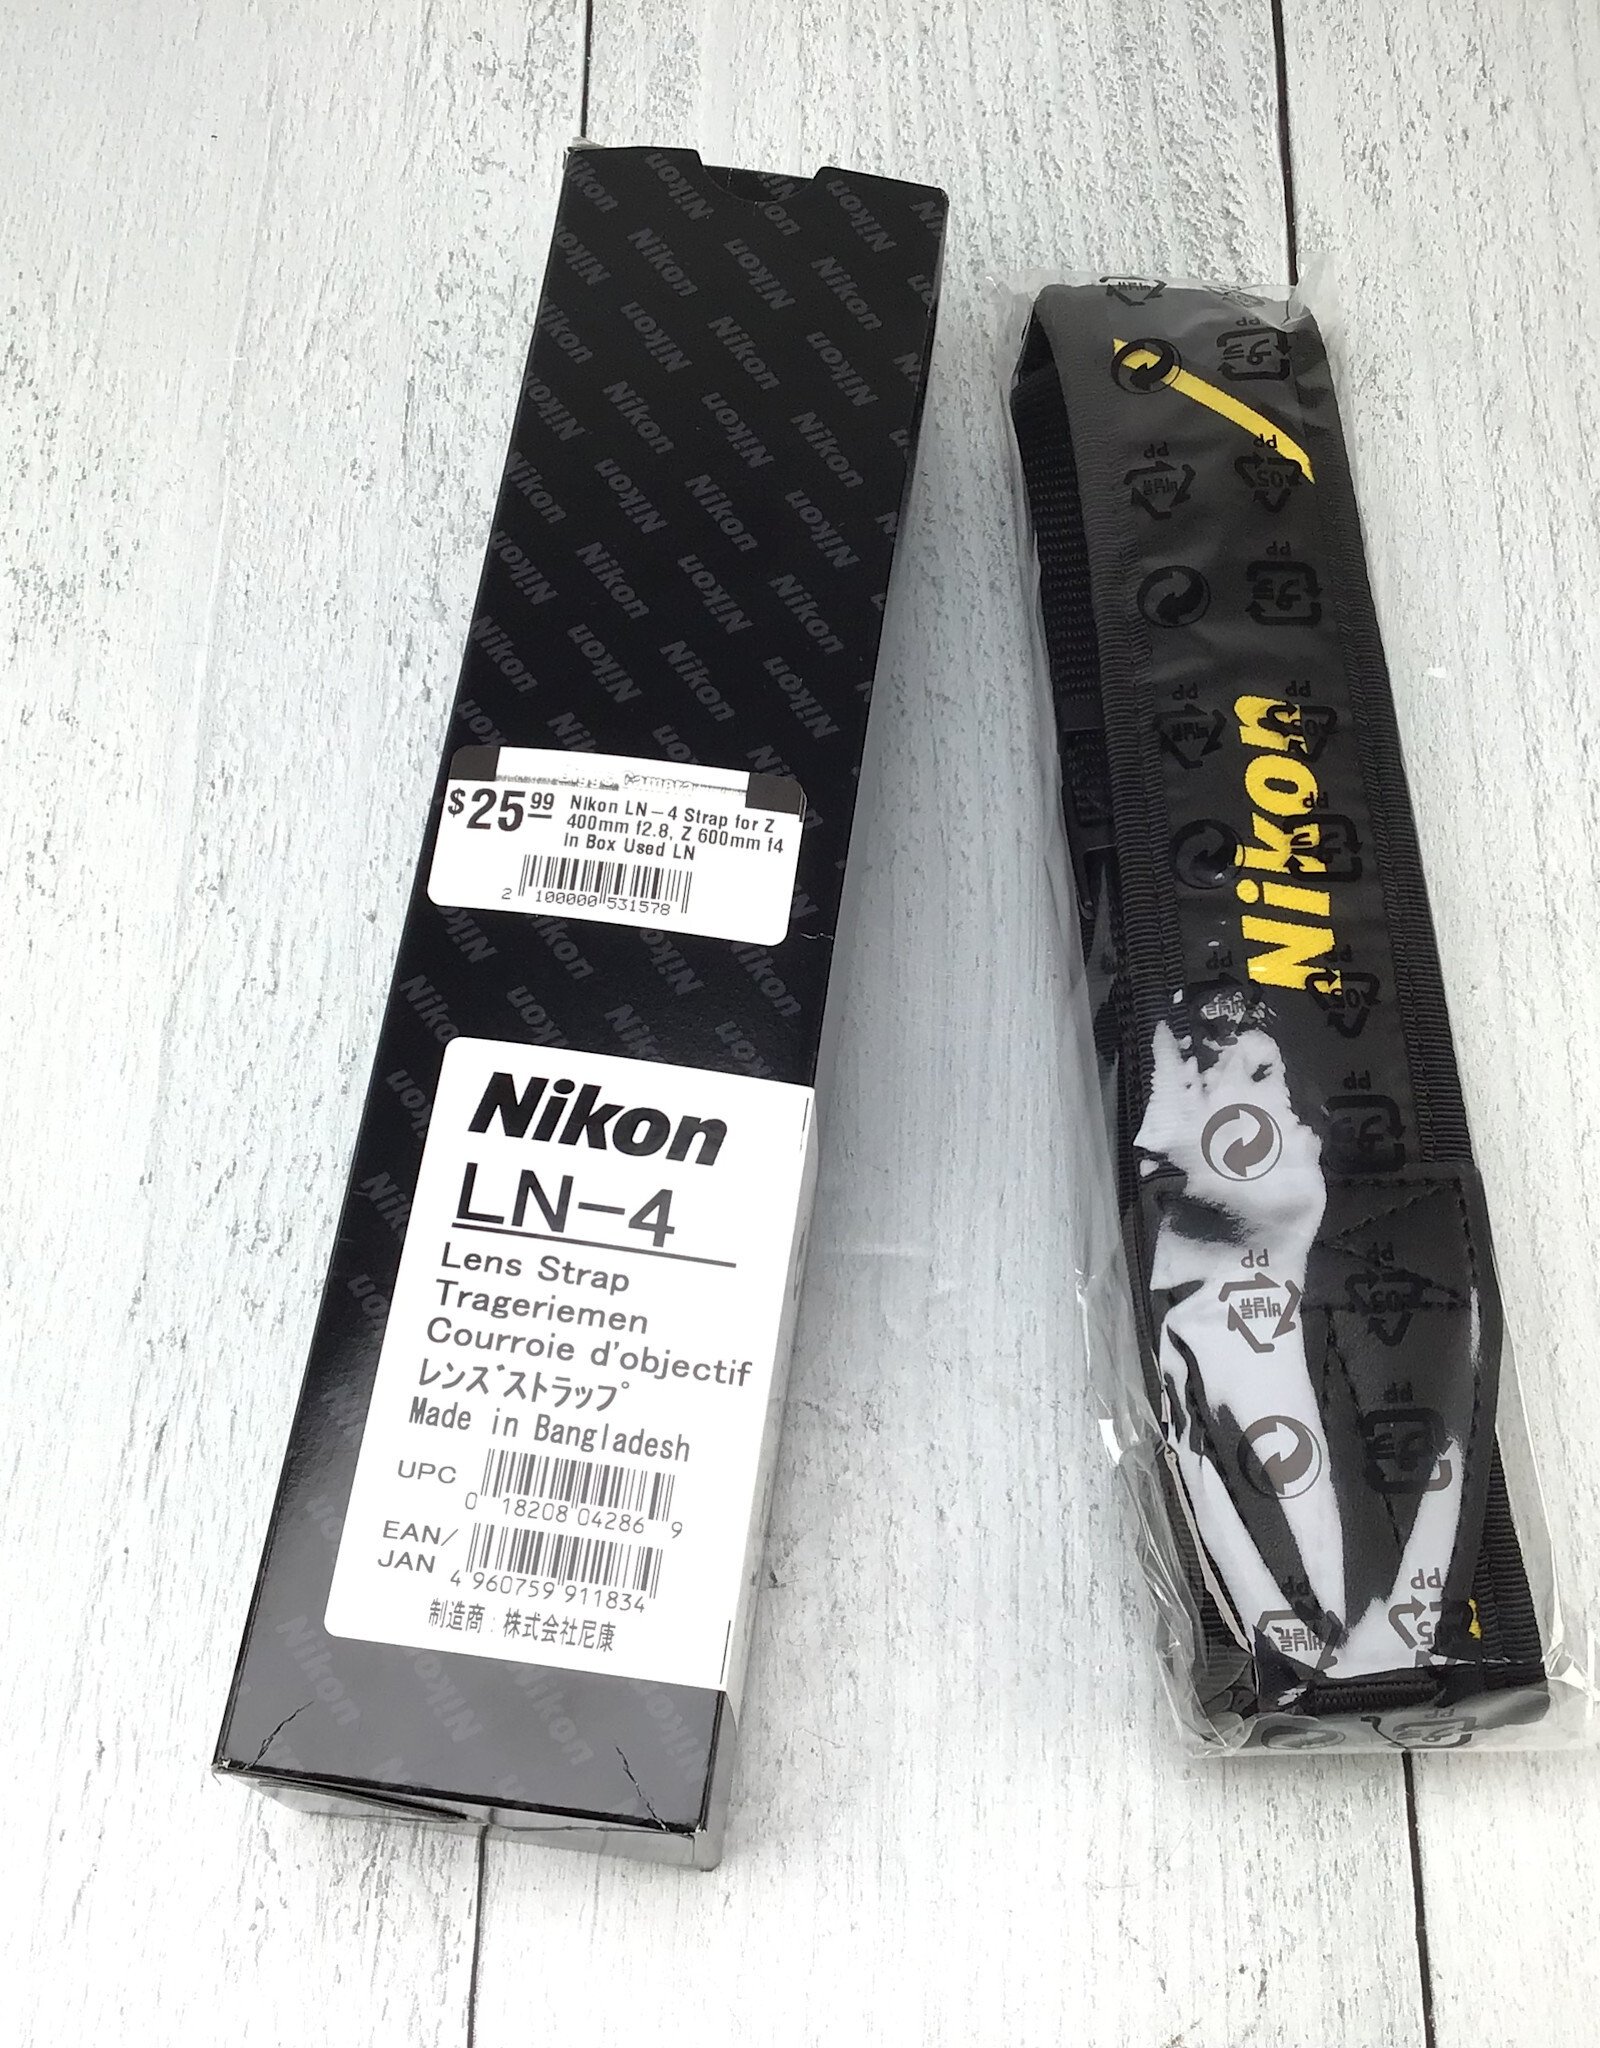 $25.99
Nikon LN-4 Strap for Z
400mm f2.8, Z 600mm f4
In Box Used LN
2 100000 531578
Nikon
LN-4
Lens Strap
Trageriemen
Courroie d'objectif
レンズストラップ
Made in Bangladesh
UPC
0 18208 04286 9
EAN/
JAN
4 960759 911834
制造商：株式会社尼康
Nikon